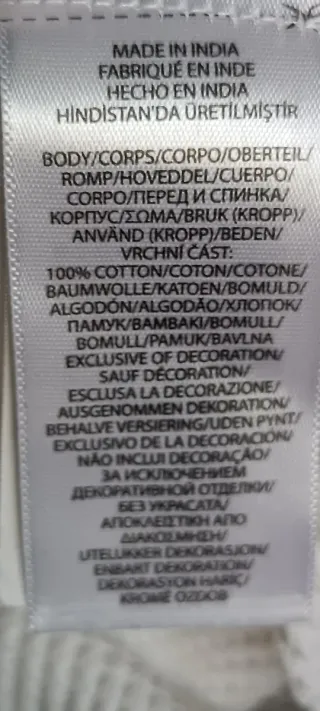 MADE IN INDIA
FABRIQUÉ EN INDE
HECHO EN INDIA
HİNDİSTAN'DA ÜRETİLMİŞTİR
BODY/CORPS/CORPO/OBERTEIL/
ROMP/HOVEDDEL/CUERPO/
CORPO/ПЕРЕД И СПИНКА/
КОРПУС/ΣΩΜΑ/BRUK (KROPP)/
ANVÄND (KROPP)/BEDEN/
VRCHNÍ ČÁST:
100% COTTON/COTON/COTONE/
BAUMWOLLE/KATOEN/BOMULD/
ALGODÓN/ALGODÃO/ХЛОПОК/
ПАМУК/BAMBAKI/BOMULL/
BOMULL/PAMUK/BAVLNA
EXCLUSIVE OF DECORATION/
SAUF DÉCORATION/
ESCLUSA LA DECORAZIONE/
AUSGENOMMEN DEKORATION/
BEHALVE VERSIERING/UDEN PYNT/
EXCLUSIVO DE LA DECORACIÓN/
NÃO INCLUI DECORAÇÃO/
ЗА ИСКЛЮЧЕНИЕМ
ДЕКОРАТИВНОЙ ОТДЕЛКИ/
БЕЗ УКРАСАТА/
ΑΠΟΚΛΕΙΣΤΙΚΗ ΑΠΟ
ΔΙΑΚΟΣΜΗΣΗ/
UTELUKKER DEKORASJON/
ENBART DEKORATION/
DEKORASYON HARİÇ/
KROMĚ OZDOB